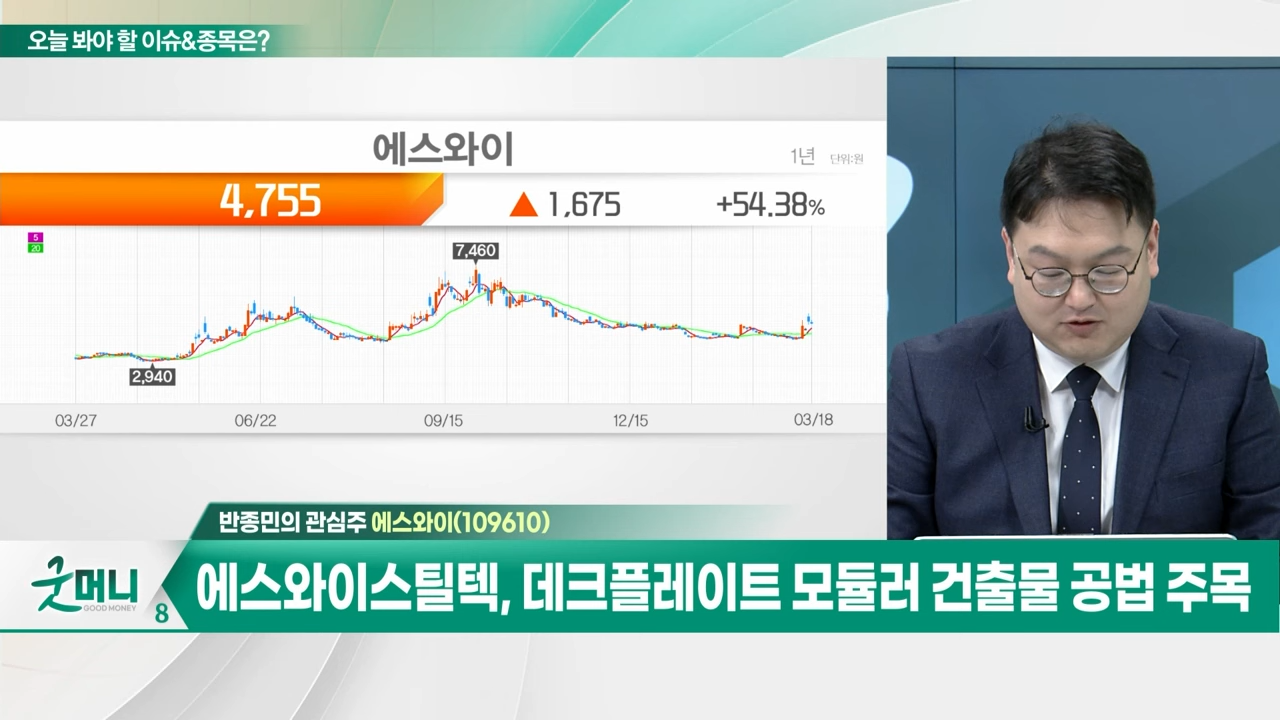 오늘 봐야 할 이슈&종목은?
에스와이
1년 단위:원
4,755 ▲ 1,675 +54.38%
5
20
7,460
2,940
03/27 06/22 09/15 12/15 03/18
반종민의 관심주 에스와이(109610)
에스와이스틸텍, 데크플레이트 모듈러 건출물 공법 주목
굿머니
GOOD MONEY
8